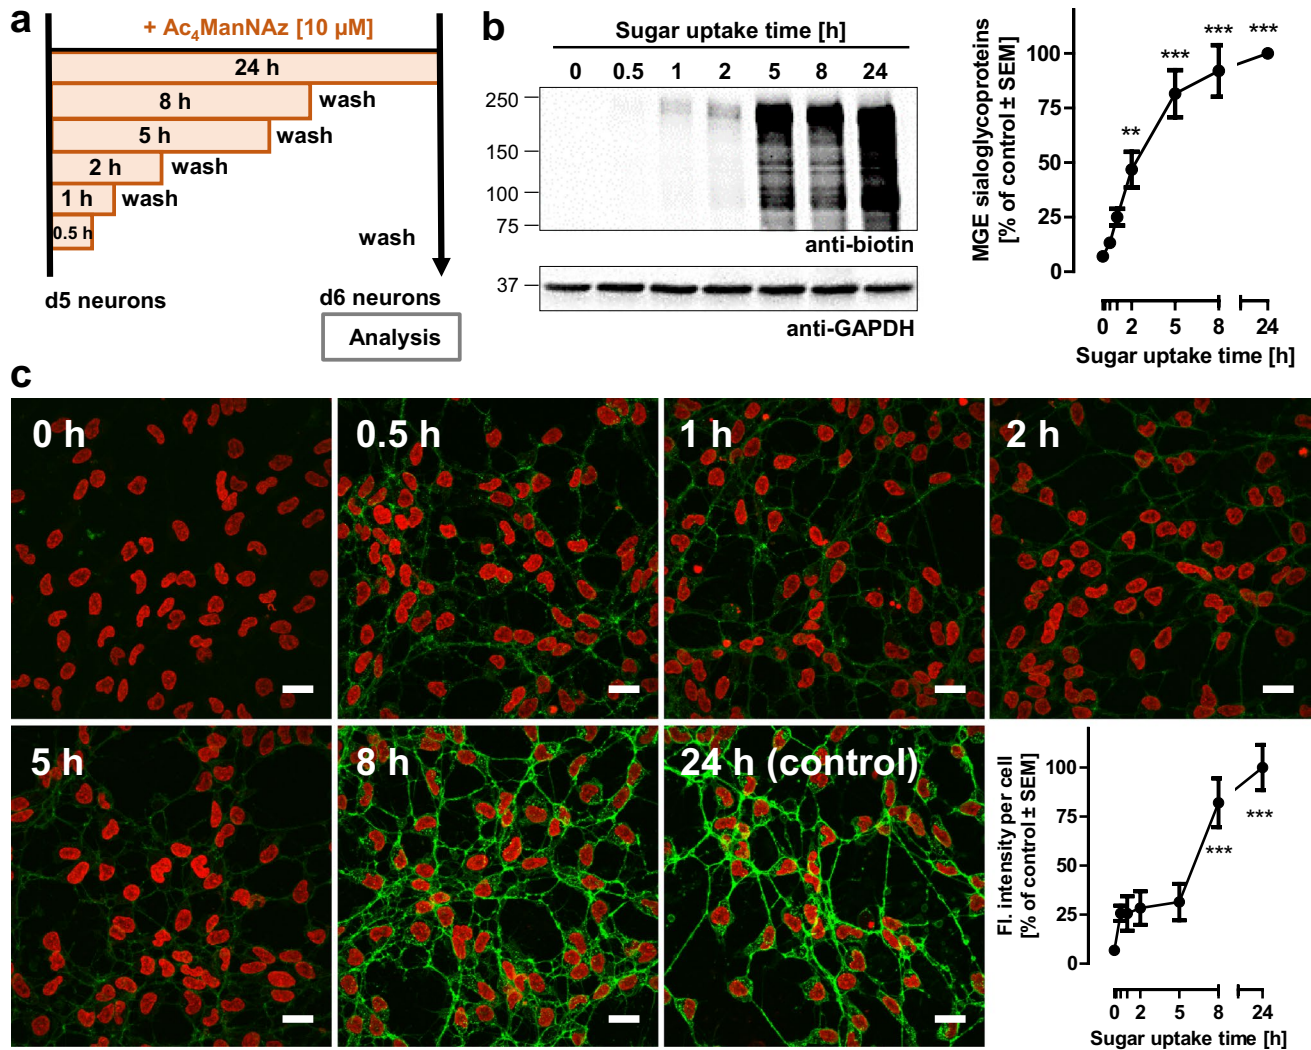 a
+ Ac₄ManNAz [10 µM]
24 h
8 h
wash
5 h
wash
2 h
wash
1 h
wash
0.5 h
wash
d5 neurons
d6 neurons
Analysis
b
Sugar uptake time [h]
0 0.5 1 2 5 8 24
250
150
100
75
anti-biotin
37
anti-GAPDH
MGE sialoglycoproteins
[% of control ± SEM]
100
75
50
25
0
**
***
***
***
0 2 5 8 24
Sugar uptake time [h]
c
0 h
0.5 h
1 h
2 h
5 h
8 h
24 h (control)
Fl. intensity per cell
[% of control ± SEM]
100
75
50
25
0
***
***
0 2 5 8 24
Sugar uptake time [h]